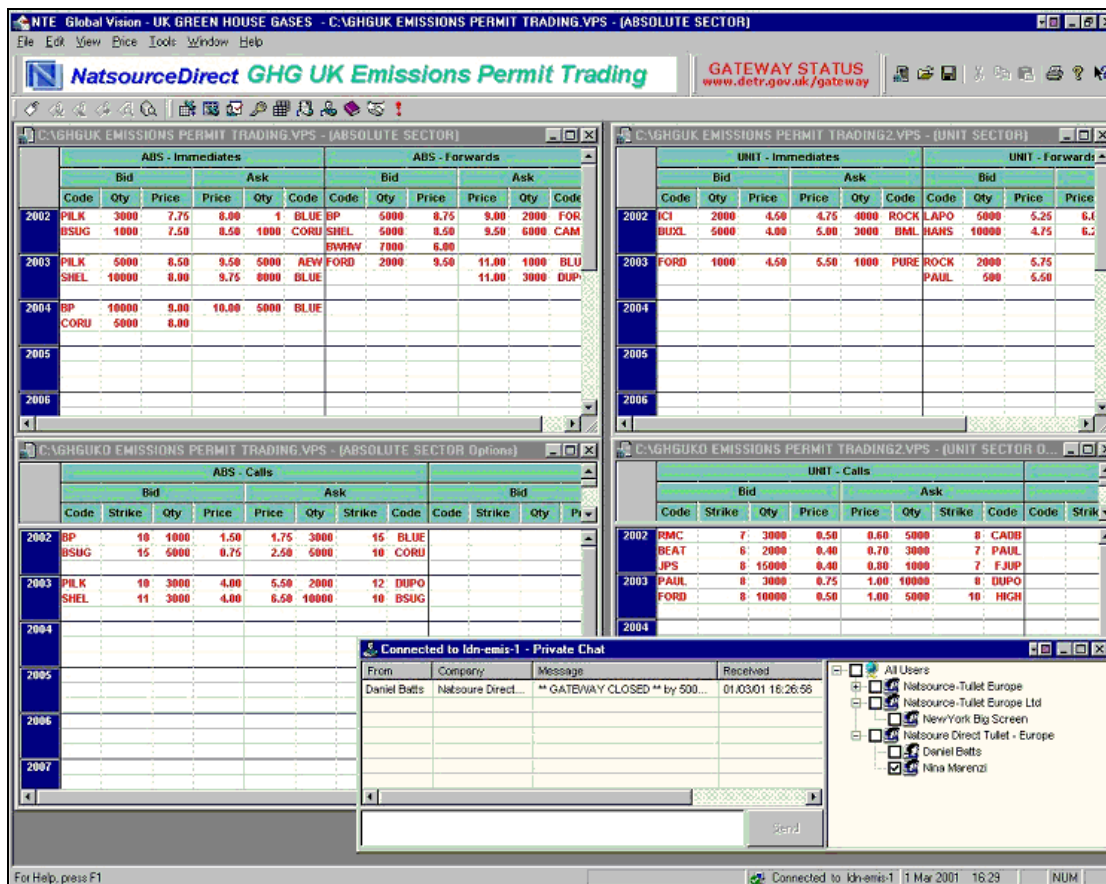 NTE Global Vision - UK GREEN HOUSE GASES - C:\GHGUK EMISSIONS PERMIT TRADING.VPS - (ABSOLUTE SECTOR)
File Edit View Price Tools Window Help
NatsourceDirect GHG UK Emissions Permit Trading
GATEWAY STATUS
www.detr.gov.uk/gateway
C:\GHGUK EMISSIONS PERMIT TRADING.VPS - (ABSOLUTE SECTOR)
ABS - Immediates ABS - Forwards
Bid Ask Bid Ask
Code Qty Price Price Qty Code Code Qty Price Price Qty Code
2002 PILK 3000 7.75 8.00 1 BLUE BP 5000 8.75 9.00 2000 FOR
BSUG 1000 7.50 8.50 1000 CORU SHEL 5000 8.50 9.50 6000 CAM
BWHW 7000 6.00
2003 PILK 5000 8.50 9.50 5000 AEW FORD 2000 9.50 11.00 1000 BLU
SHEL 10000 8.00 9.75 8000 BLUE 11.00 3000 DUP
2004 BP 10000 9.00 10.00 5000 BLUE
CORU 5000 8.00
2005
2006
C:\GHGUK EMISSIONS PERMIT TRADING2.VPS - (UNIT SECTOR)
UNIT - Immediates UNIT - Forwards
Bid Ask Bid
Code Qty Price Price Qty Code Code Qty Price Price
2002 ICI 2000 4.50 4.75 4000 ROCK LAPO 5000 5.25
BUXL 5000 4.00 5.00 3000 BML HANS 10000 4.75
2003 FORD 1000 4.50 5.50 1000 PURE ROCK 2000 5.75
PAUL 500 5.50
2004
2005
2006
C:\GHGUKO EMISSIONS PERMIT TRADING.VPS - (ABSOLUTE SECTOR Options)
ABS - Calls
Bid Ask Bid
Code Strike Qty Price Price Qty Strike Code Code Strike Qty
2002 BP 10 1000 1.50 1.75 3000 15 BLUE
BSUG 15 5000 0.75 2.50 5000 10 CORU
2003 PILK 10 3000 4.00 5.50 2000 12 DUPO
SHEL 11 3000 4.00 6.50 10000 10 BSUG
2004
2005
2006
2007
C:\GHGUKO EMISSIONS PERMIT TRADING2.VPS - (UNIT SECTOR O...
UNIT - Calls
Bid Ask
Code Strike Qty Price Price Qty Strike Code Code Strik
2002 RMC 7 3000 0.50 0.60 5000 8 CADB
BEAT 6 2000 0.40 0.70 3000 7 PAUL
JPS 8 15000 0.40 0.80 1000 7 FJUP
2003 PAUL 8 3000 0.75 1.00 10000 8 DUPO
FORD 8 10000 0.50 1.00 5000 10 HIGH
2004
Connected to ldn-emis-1 - Private Chat
From Company Message Received
Daniel Batts Natsoure Direct... ** GATEWAY CLOSED ** by 500... 01/03/01 16:26:56
All Users
Natsource-Tullet Europe
Natsource-Tullet Europe Ltd
NewYork Big Screen
Natsoure Direct Tullet - Europe
Daniel Batts
Nina Marenzi
Send
For Help, press F1
Connected to ldn-emis-1 1 Mar 2001 16:29 NUM